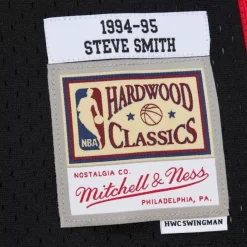 1994-95
STEVE SMITH
NBA
HARDWOOD
CLASSICS
NOSTALGIA CO.
Mitchell & Ness
PHILADELPHIA, PA.
HWC SWINGMAN